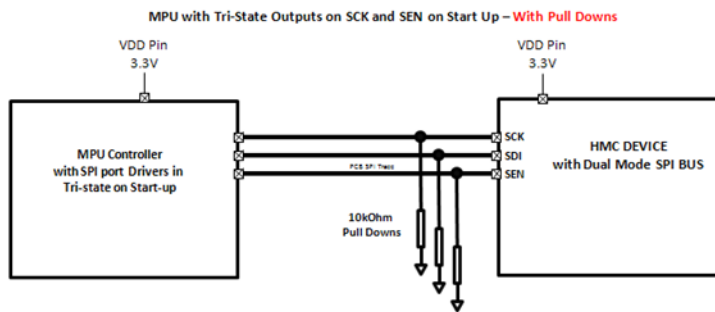 MPU with Tri-State Outputs on SCK and SEN on Start Up – With Pull Downs
VDD Pin
3.3V
VDD Pin
3.3V
MPU Controller
with SPI port Drivers in
Tri-state on Start-up
PCB SPI Trace
SCK
SDI
SEN
HMC DEVICE
with Dual Mode SPI BUS
10kOhm
Pull Downs